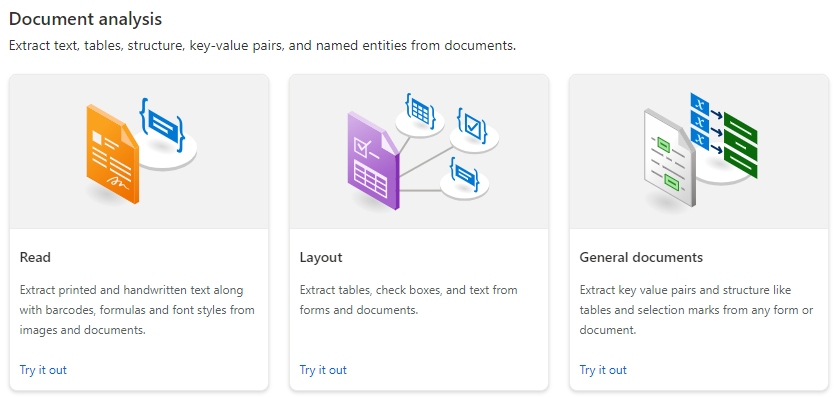 Document analysis
Extract text, tables, structure, key-value pairs, and named entities from documents.
Read
Extract printed and handwritten text along
with barcodes, formulas and font styles from
images and documents.
Try it out
Layout
Extract tables, check boxes, and text from
forms and documents.
Try it out
General documents
Extract key value pairs and structure like
tables and selection marks from any form or
document.
Try it out